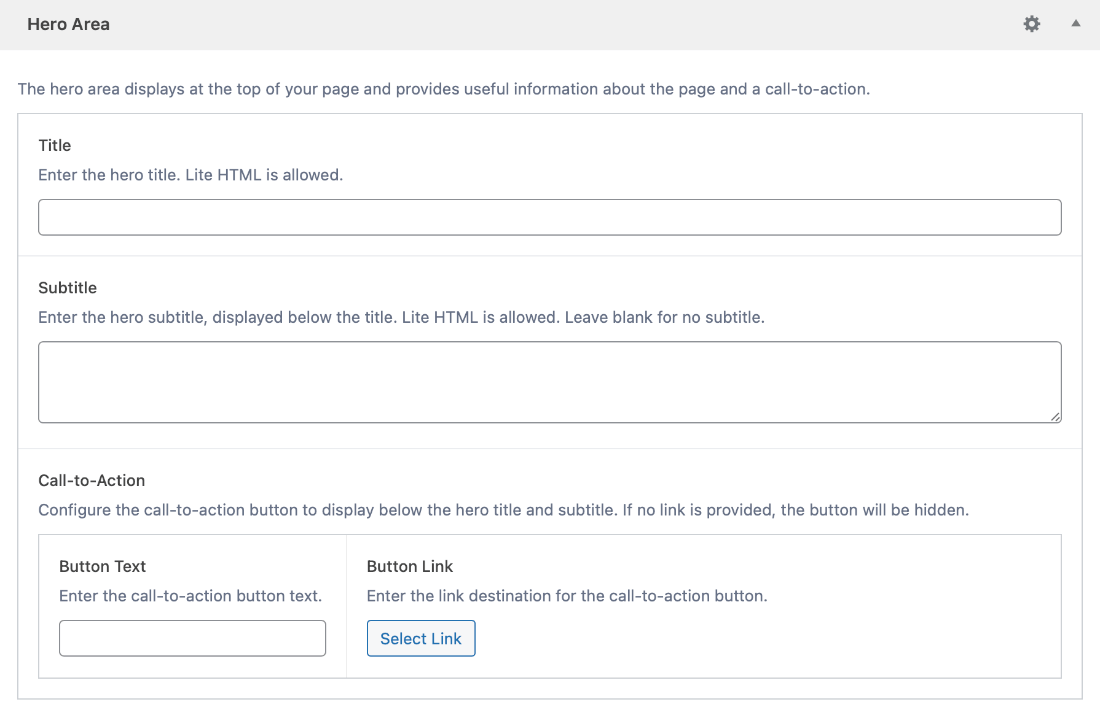 Hero Area
The hero area displays at the top of your page and provides useful information about the page and a call-to-action.
Title
Enter the hero title. Lite HTML is allowed.
Subtitle
Enter the hero subtitle, displayed below the title. Lite HTML is allowed. Leave blank for no subtitle.
Call-to-Action
Configure the call-to-action button to display below the hero title and subtitle. If no link is provided, the button will be hidden.
Button Text
Enter the call-to-action button text.
Button Link
Enter the link destination for the call-to-action button.
Select Link